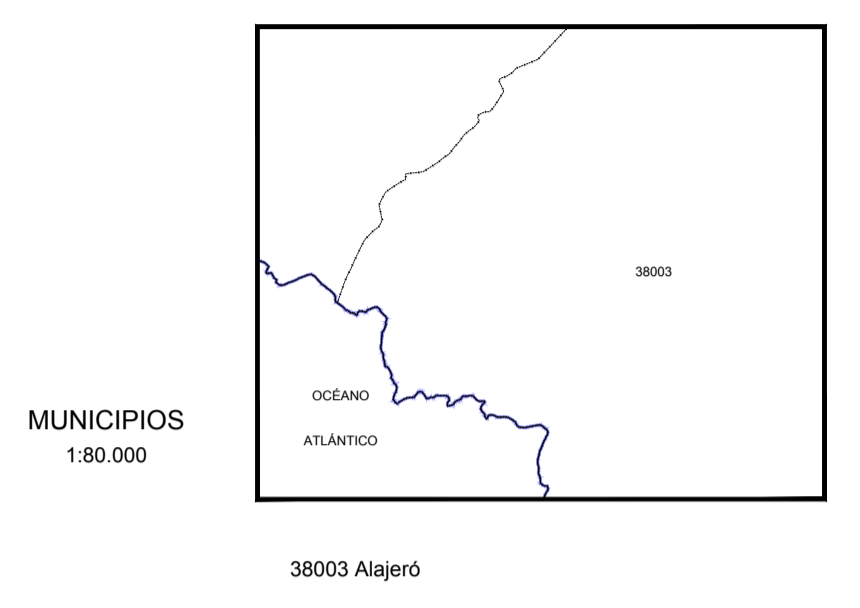 38003
OCÉANO
ATLÁNTICO
MUNICIPIOS
1:80.000
38003 Alajeró